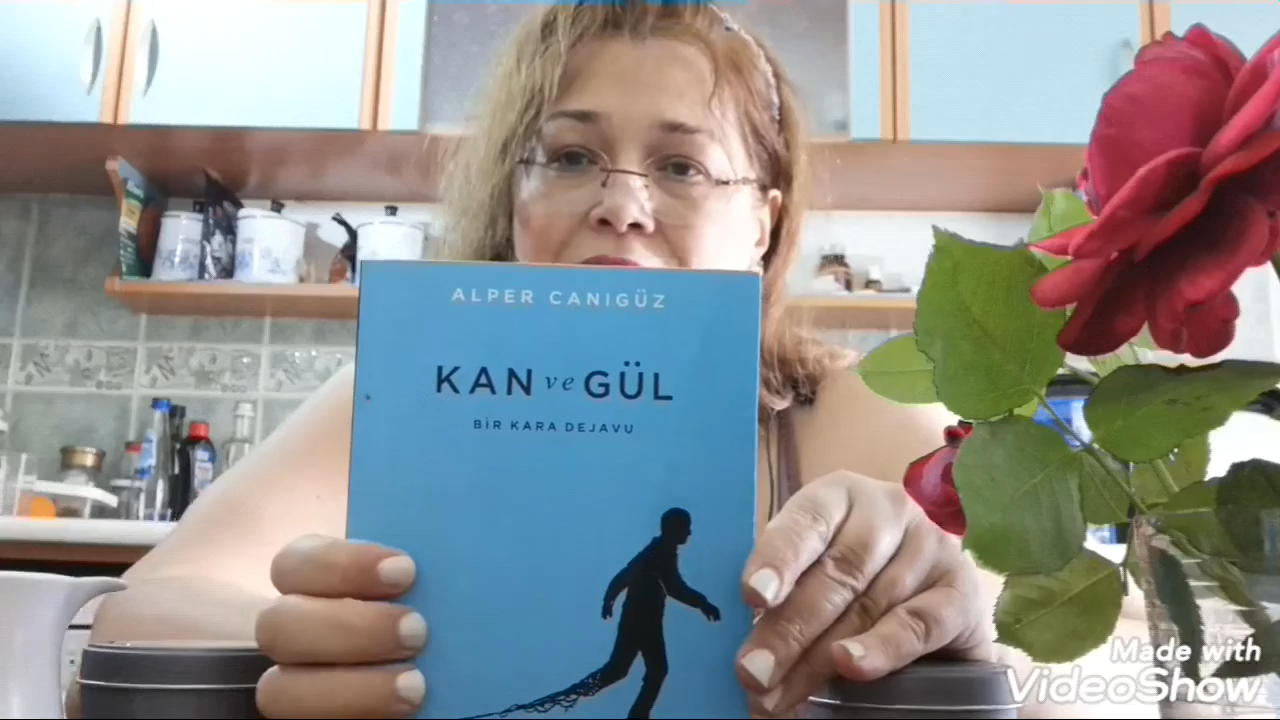 ALPER CANIGÜZ
KAN ve GÜL
BİR KARA DEJAVU
Made with
VideoShow